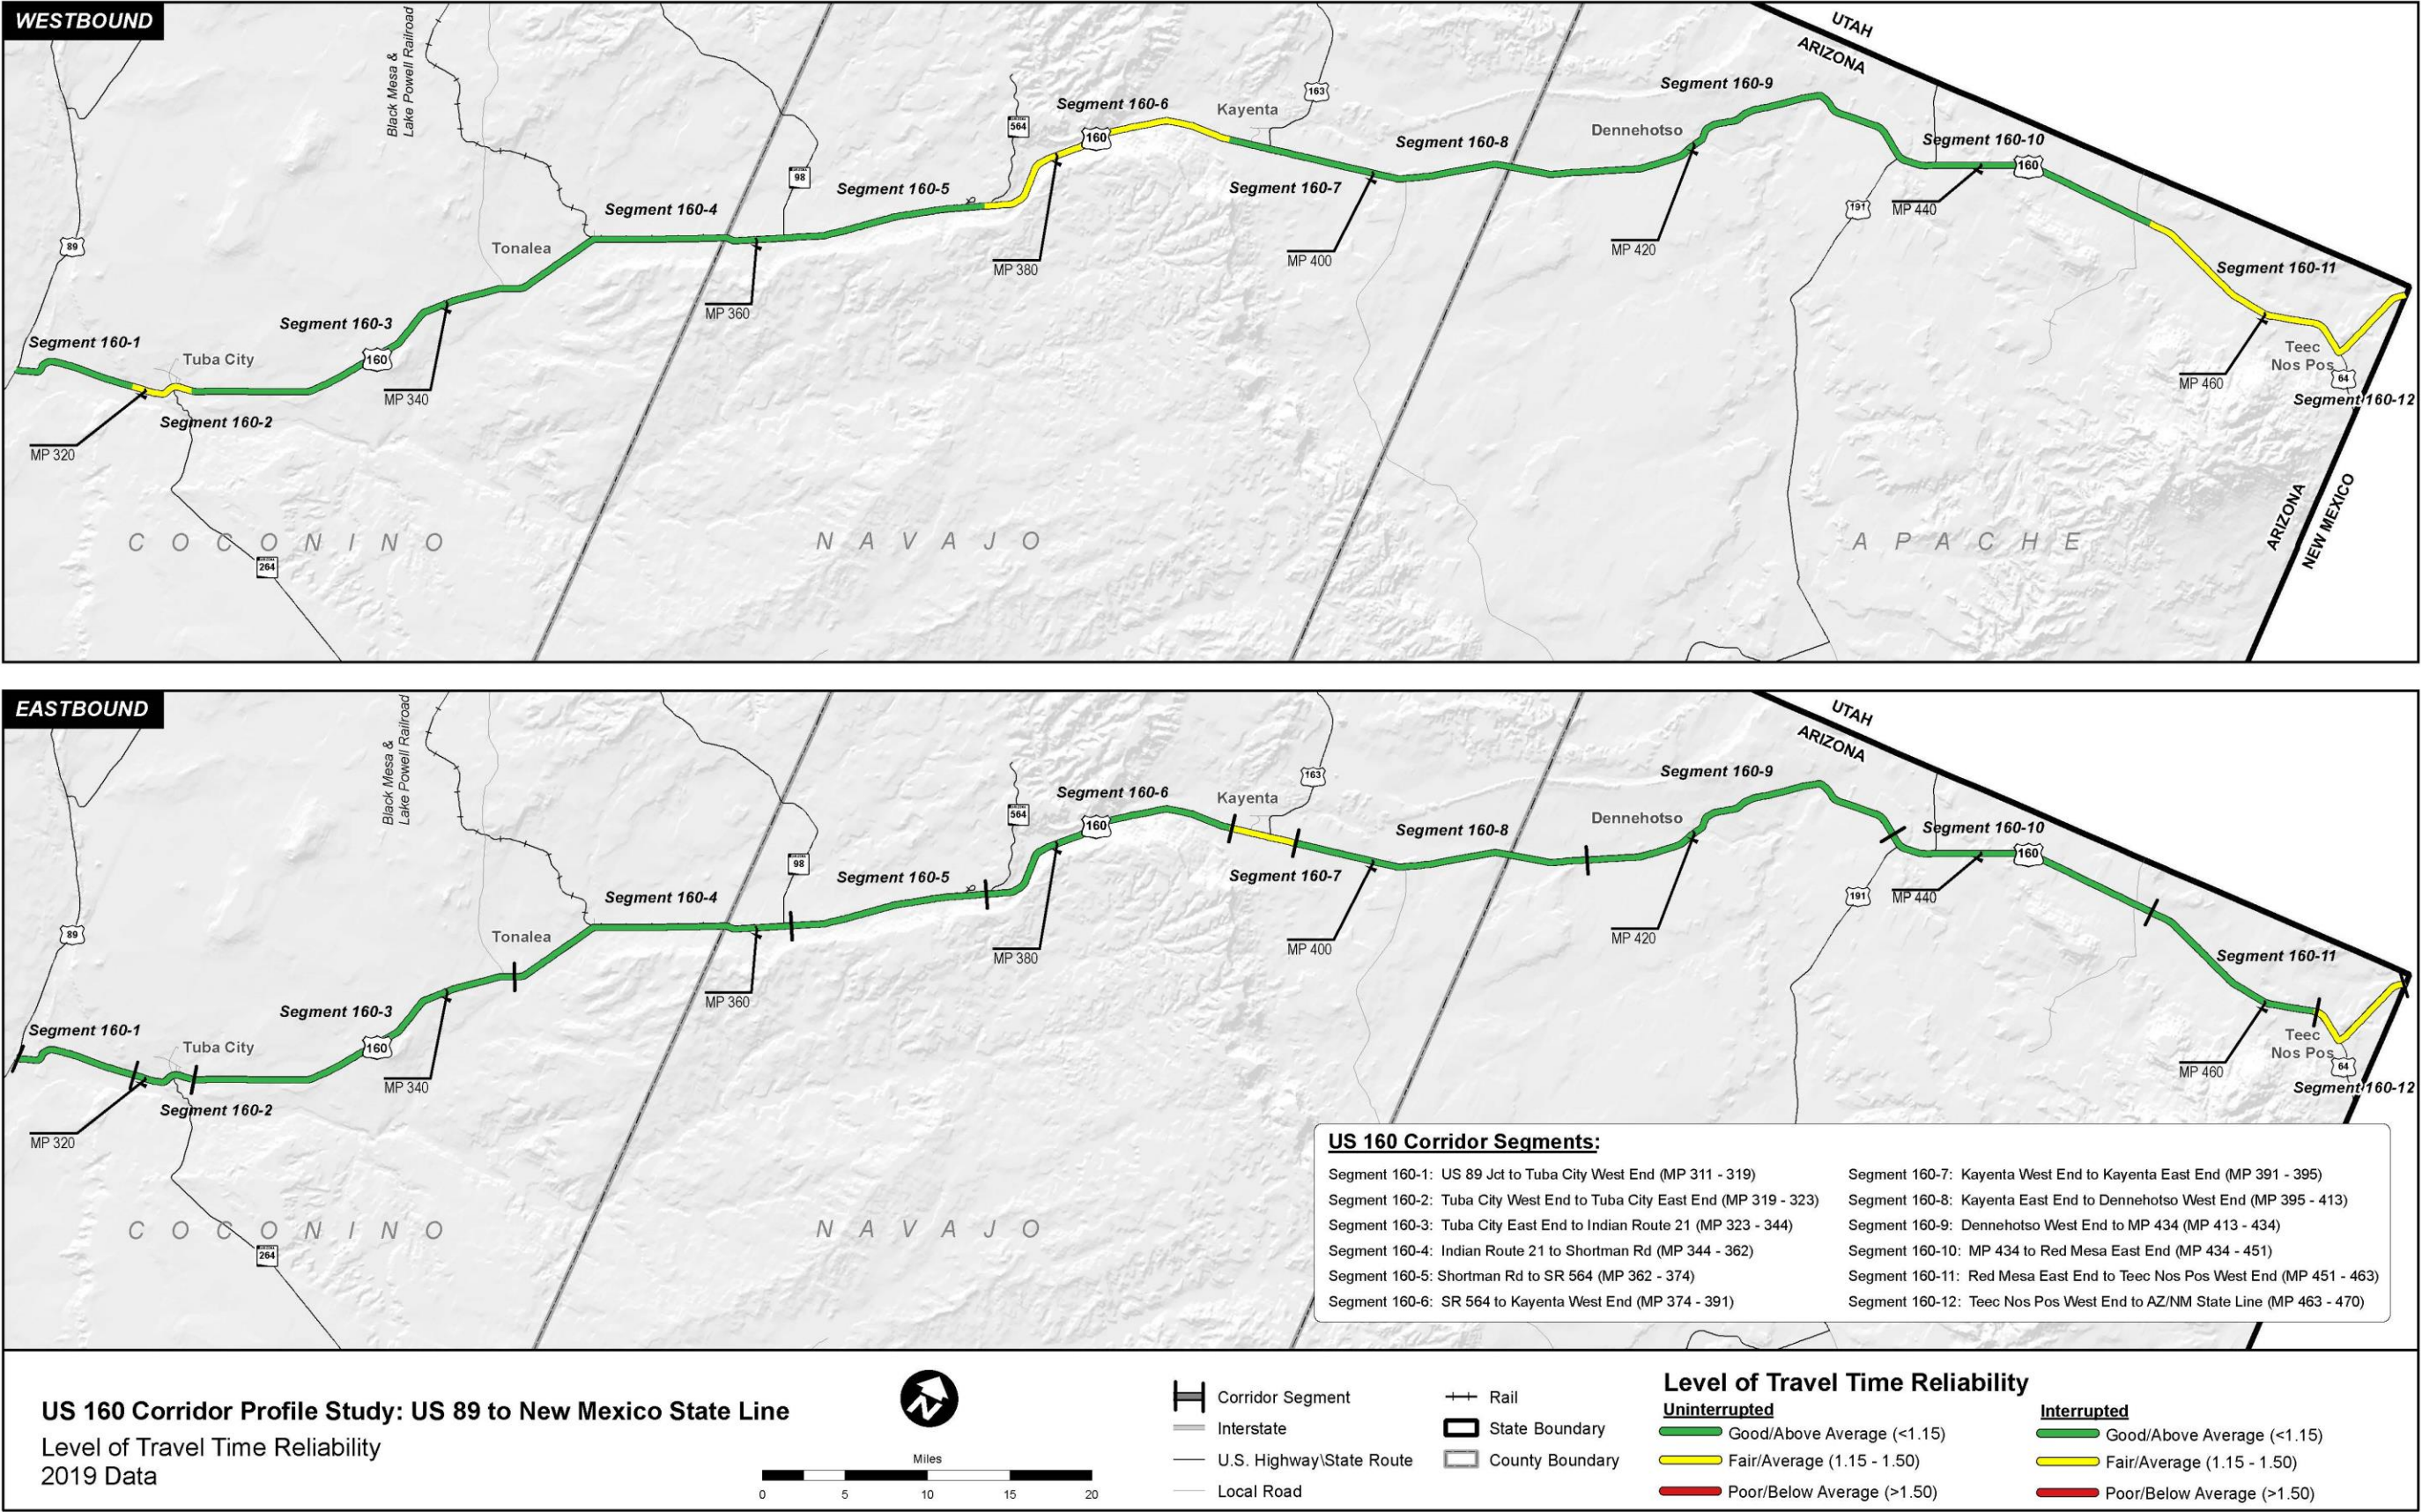 WESTBOUND
Black Mesa &
Lake Powell Railroad
UTAH
ARIZONA
89
98
564
163
Segment 160-6
160
Kayenta
Segment 160-9
Dennehotso
Segment 160-8
Segment 160-10
160
Segment 160-5
Segment 160-7
Segment 160-4
191
MP 440
Tonalea
MP 420
MP 400
MP 380
Segment 160-11
MP 360
Segment 160-3
Segment 160-1
160
Tuba City
Teec
Nos Pos
64
MP 460
MP 340
Segment 160-12
Segment 160-2
MP 320
COCONINO
NAVAJO
APACHE
264
ARIZONA
NEW MEXICO
EASTBOUND
Black Mesa &
Lake Powell Railroad
UTAH
ARIZONA
89
98
564
163
Segment 160-6
160
Kayenta
Segment 160-9
Dennehotso
Segment 160-8
Segment 160-10
160
Segment 160-5
Segment 160-7
Segment 160-4
191
MP 440
Tonalea
MP 420
MP 400
MP 380
Segment 160-11
MP 360
Segment 160-3
Segment 160-1
160
Tuba City
Teec
Nos Pos
64
MP 460
MP 340
Segment 160-12
Segment 160-2
MP 320
COCONINO
NAVAJO
264
US 160 Corridor Segments:
Segment 160-1: US 89 Jct to Tuba City West End (MP 311 - 319)
Segment 160-2: Tuba City West End to Tuba City East End (MP 319 - 323)
Segment 160-3: Tuba City East End to Indian Route 21 (MP 323 - 344)
Segment 160-4: Indian Route 21 to Shortman Rd (MP 344 - 362)
Segment 160-5: Shortman Rd to SR 564 (MP 362 - 374)
Segment 160-6: SR 564 to Kayenta West End (MP 374 - 391)
Segment 160-7: Kayenta West End to Kayenta East End (MP 391 - 395)
Segment 160-8: Kayenta East End to Dennehotso West End (MP 395 - 413)
Segment 160-9: Dennehotso West End to MP 434 (MP 413 - 434)
Segment 160-10: MP 434 to Red Mesa East End (MP 434 - 451)
Segment 160-11: Red Mesa East End to Teec Nos Pos West End (MP 451 - 463)
Segment 160-12: Teec Nos Pos West End to AZ/NM State Line (MP 463 - 470)
US 160 Corridor Profile Study: US 89 to New Mexico State Line
Level of Travel Time Reliability
2019 Data
N
Miles
0 5 10 15 20
Corridor Segment
Interstate
U.S. Highway\State Route
Local Road
Rail
State Boundary
County Boundary
Level of Travel Time Reliability
Uninterrupted
Good/Above Average (<1.15)
Fair/Average (1.15 - 1.50)
Poor/Below Average (>1.50)
Interrupted
Good/Above Average (<1.15)
Fair/Average (1.15 - 1.50)
Poor/Below Average (>1.50)